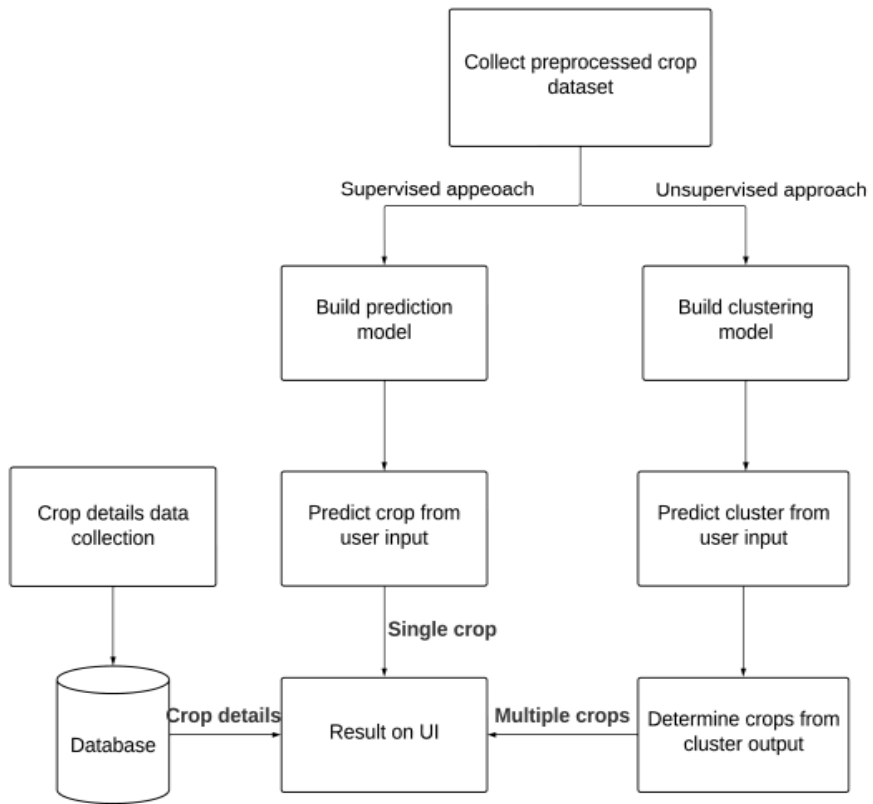 Collect preprocessed crop
dataset
Supervised appeoach
Unsupervised approach
Build prediction
model
Build clustering
model
Crop details data
collection
Predict crop from
user input
Predict cluster from
user input
Single crop
Database
Crop details
Result on UI
Multiple crops
Determine crops from
cluster output